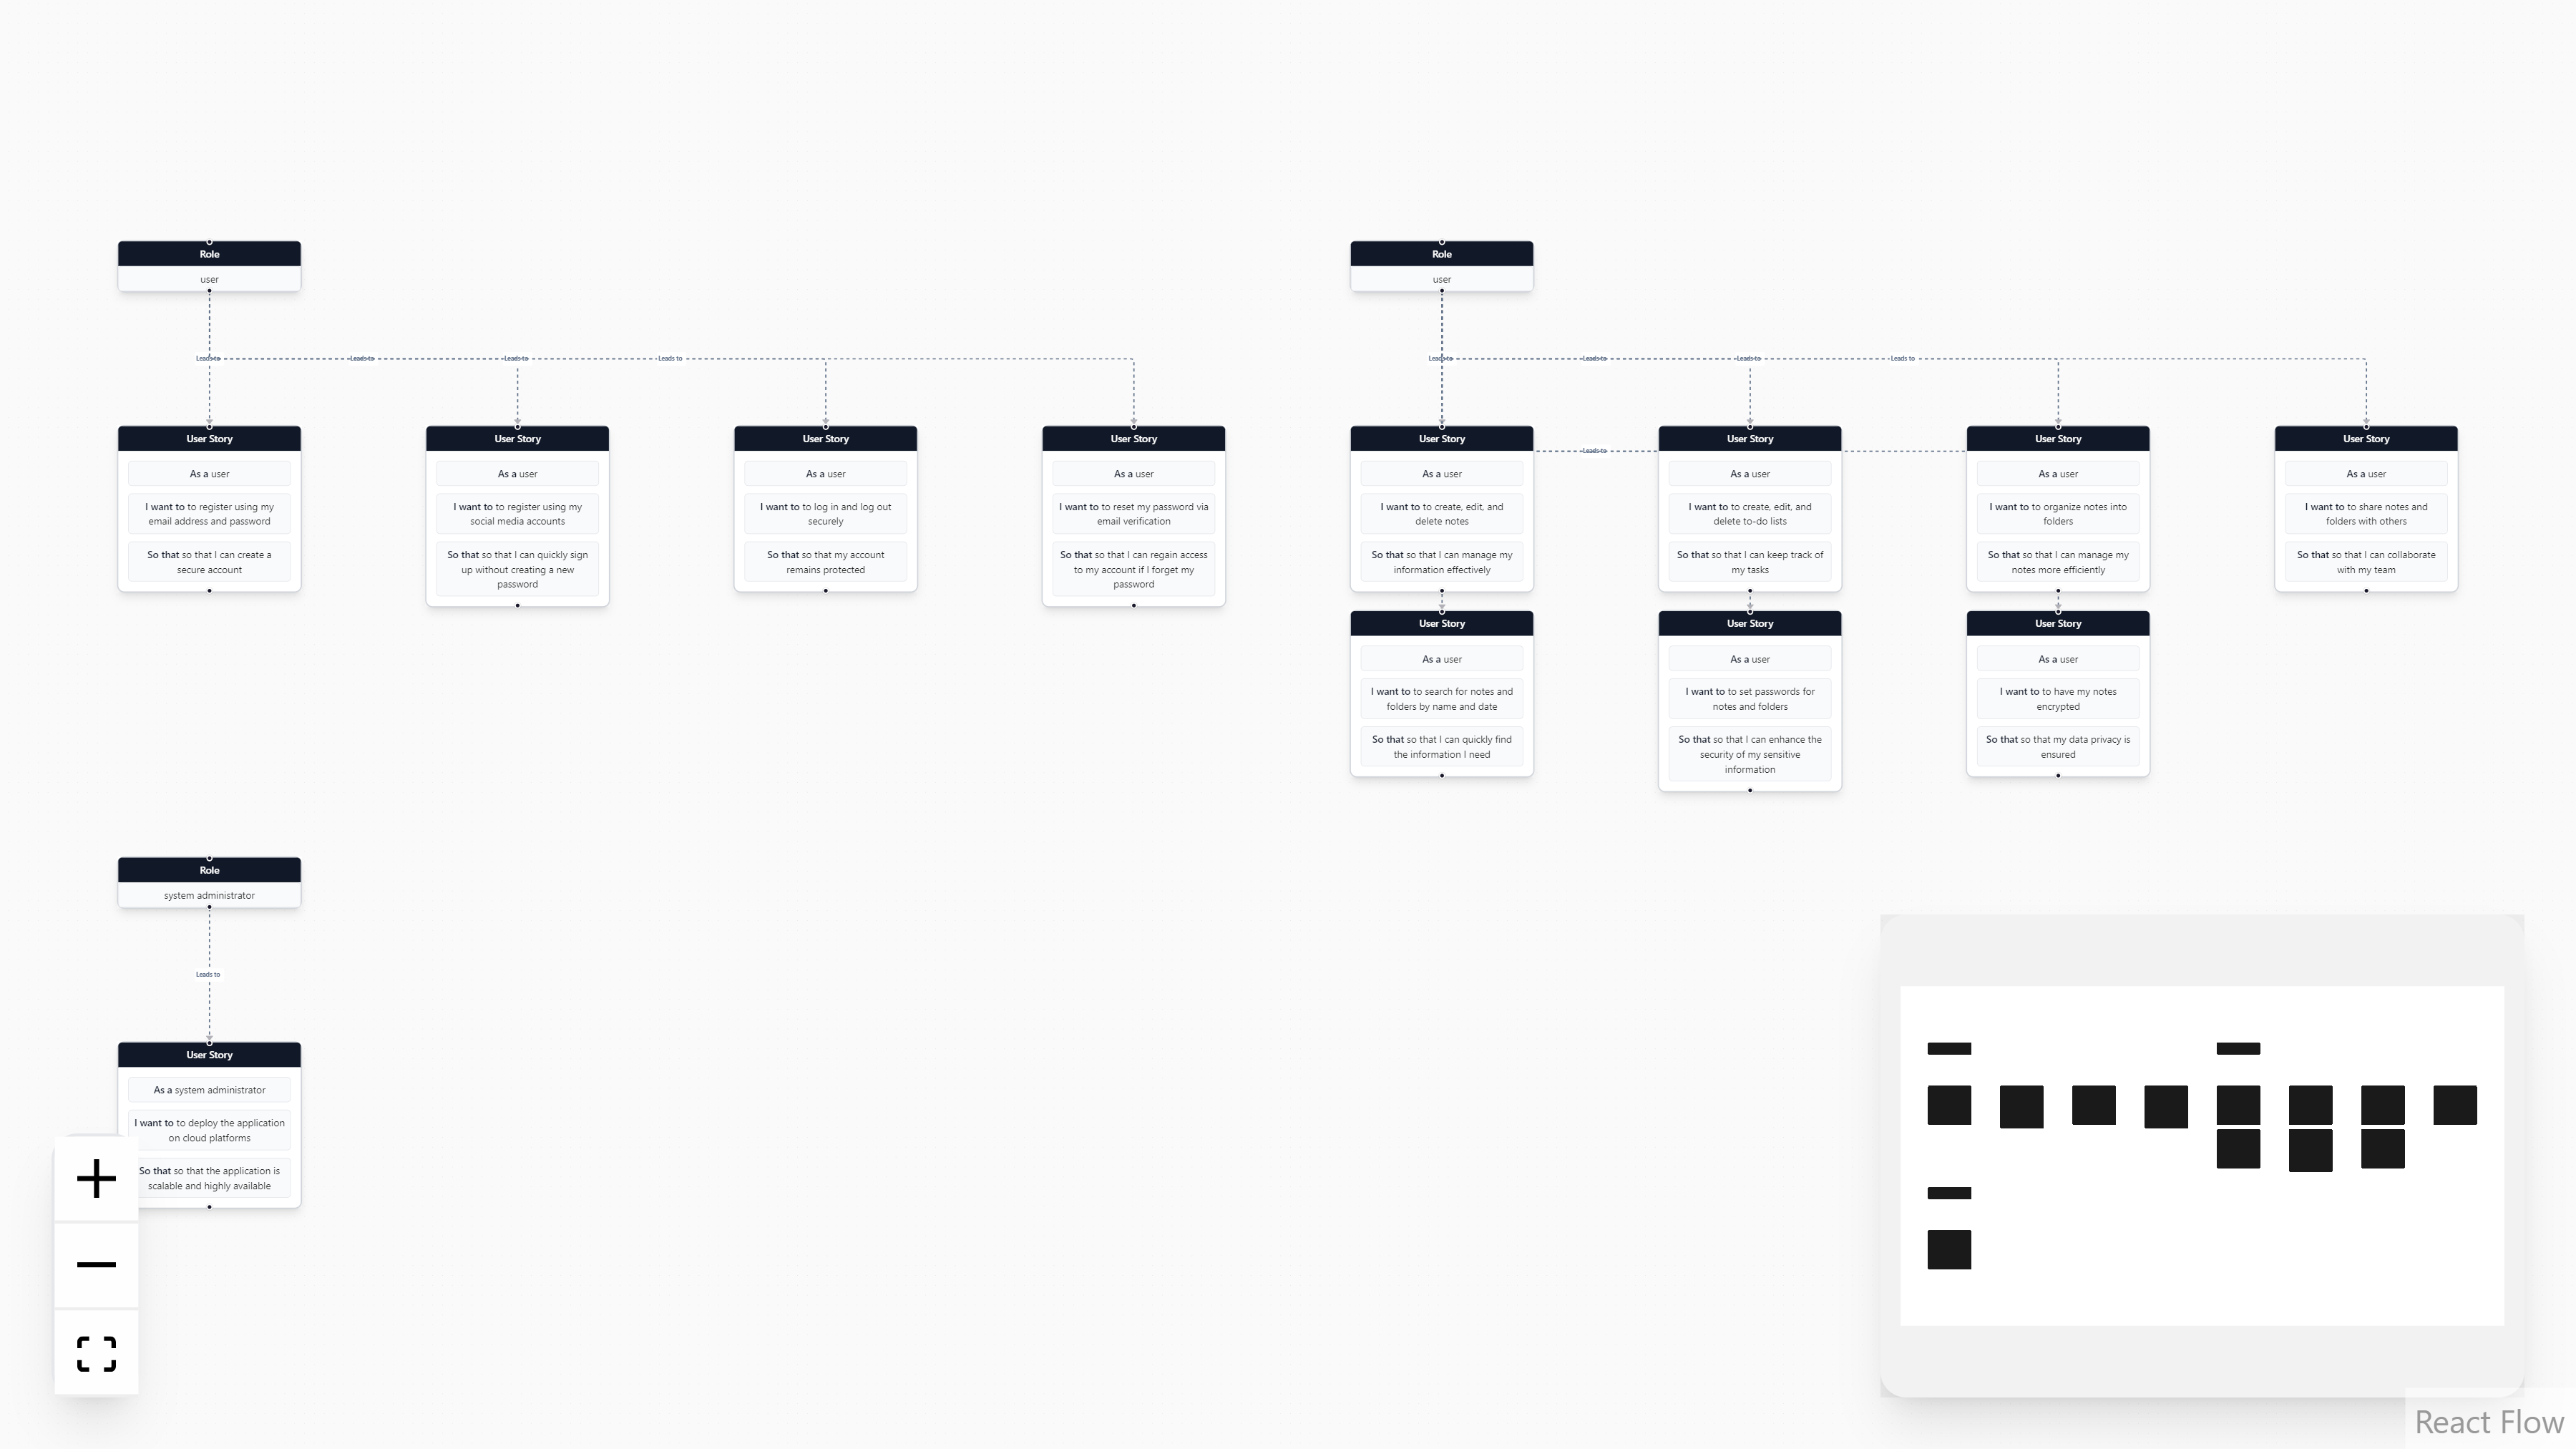 Role
user
Role
user
Leads to
Leads to
Leads to
Leads to
Leads to
Leads to
Leads to
Leads to
User Story
As a user
I want to to register using my
email address and password
So that so that I can create a
secure account
User Story
As a user
I want to to register using my
social media accounts
So that so that I can quickly sign
up without creating a new
password
User Story
As a user
I want to to log in and log out
securely
So that so that my account
remains protected
User Story
As a user
I want to to reset my password via
email verification
So that so that I can regain access
to my account if I forget my
password
User Story
As a user
I want to to create, edit, and
delete notes
So that so that I can manage my
information effectively
Leads to
User Story
As a user
I want to to create, edit, and
delete to-do lists
So that so that I can keep track of
my tasks
User Story
As a user
I want to to organize notes into
folders
So that so that I can manage my
notes more efficiently
User Story
As a user
I want to to share notes and
folders with others
So that so that I can collaborate
with my team
User Story
As a user
I want to to search for notes and
folders by name and date
So that so that I can quickly find
the information I need
User Story
As a user
I want to to set passwords for
notes and folders
So that so that I can enhance the
security of my sensitive
information
User Story
As a user
I want to to have my notes
encrypted
So that so that my data privacy is
ensured
Role
system administrator
Leads to
User Story
As a system administrator
I want to to deploy the application
on cloud platforms
So that so that the application is
scalable and highly available
React Flow